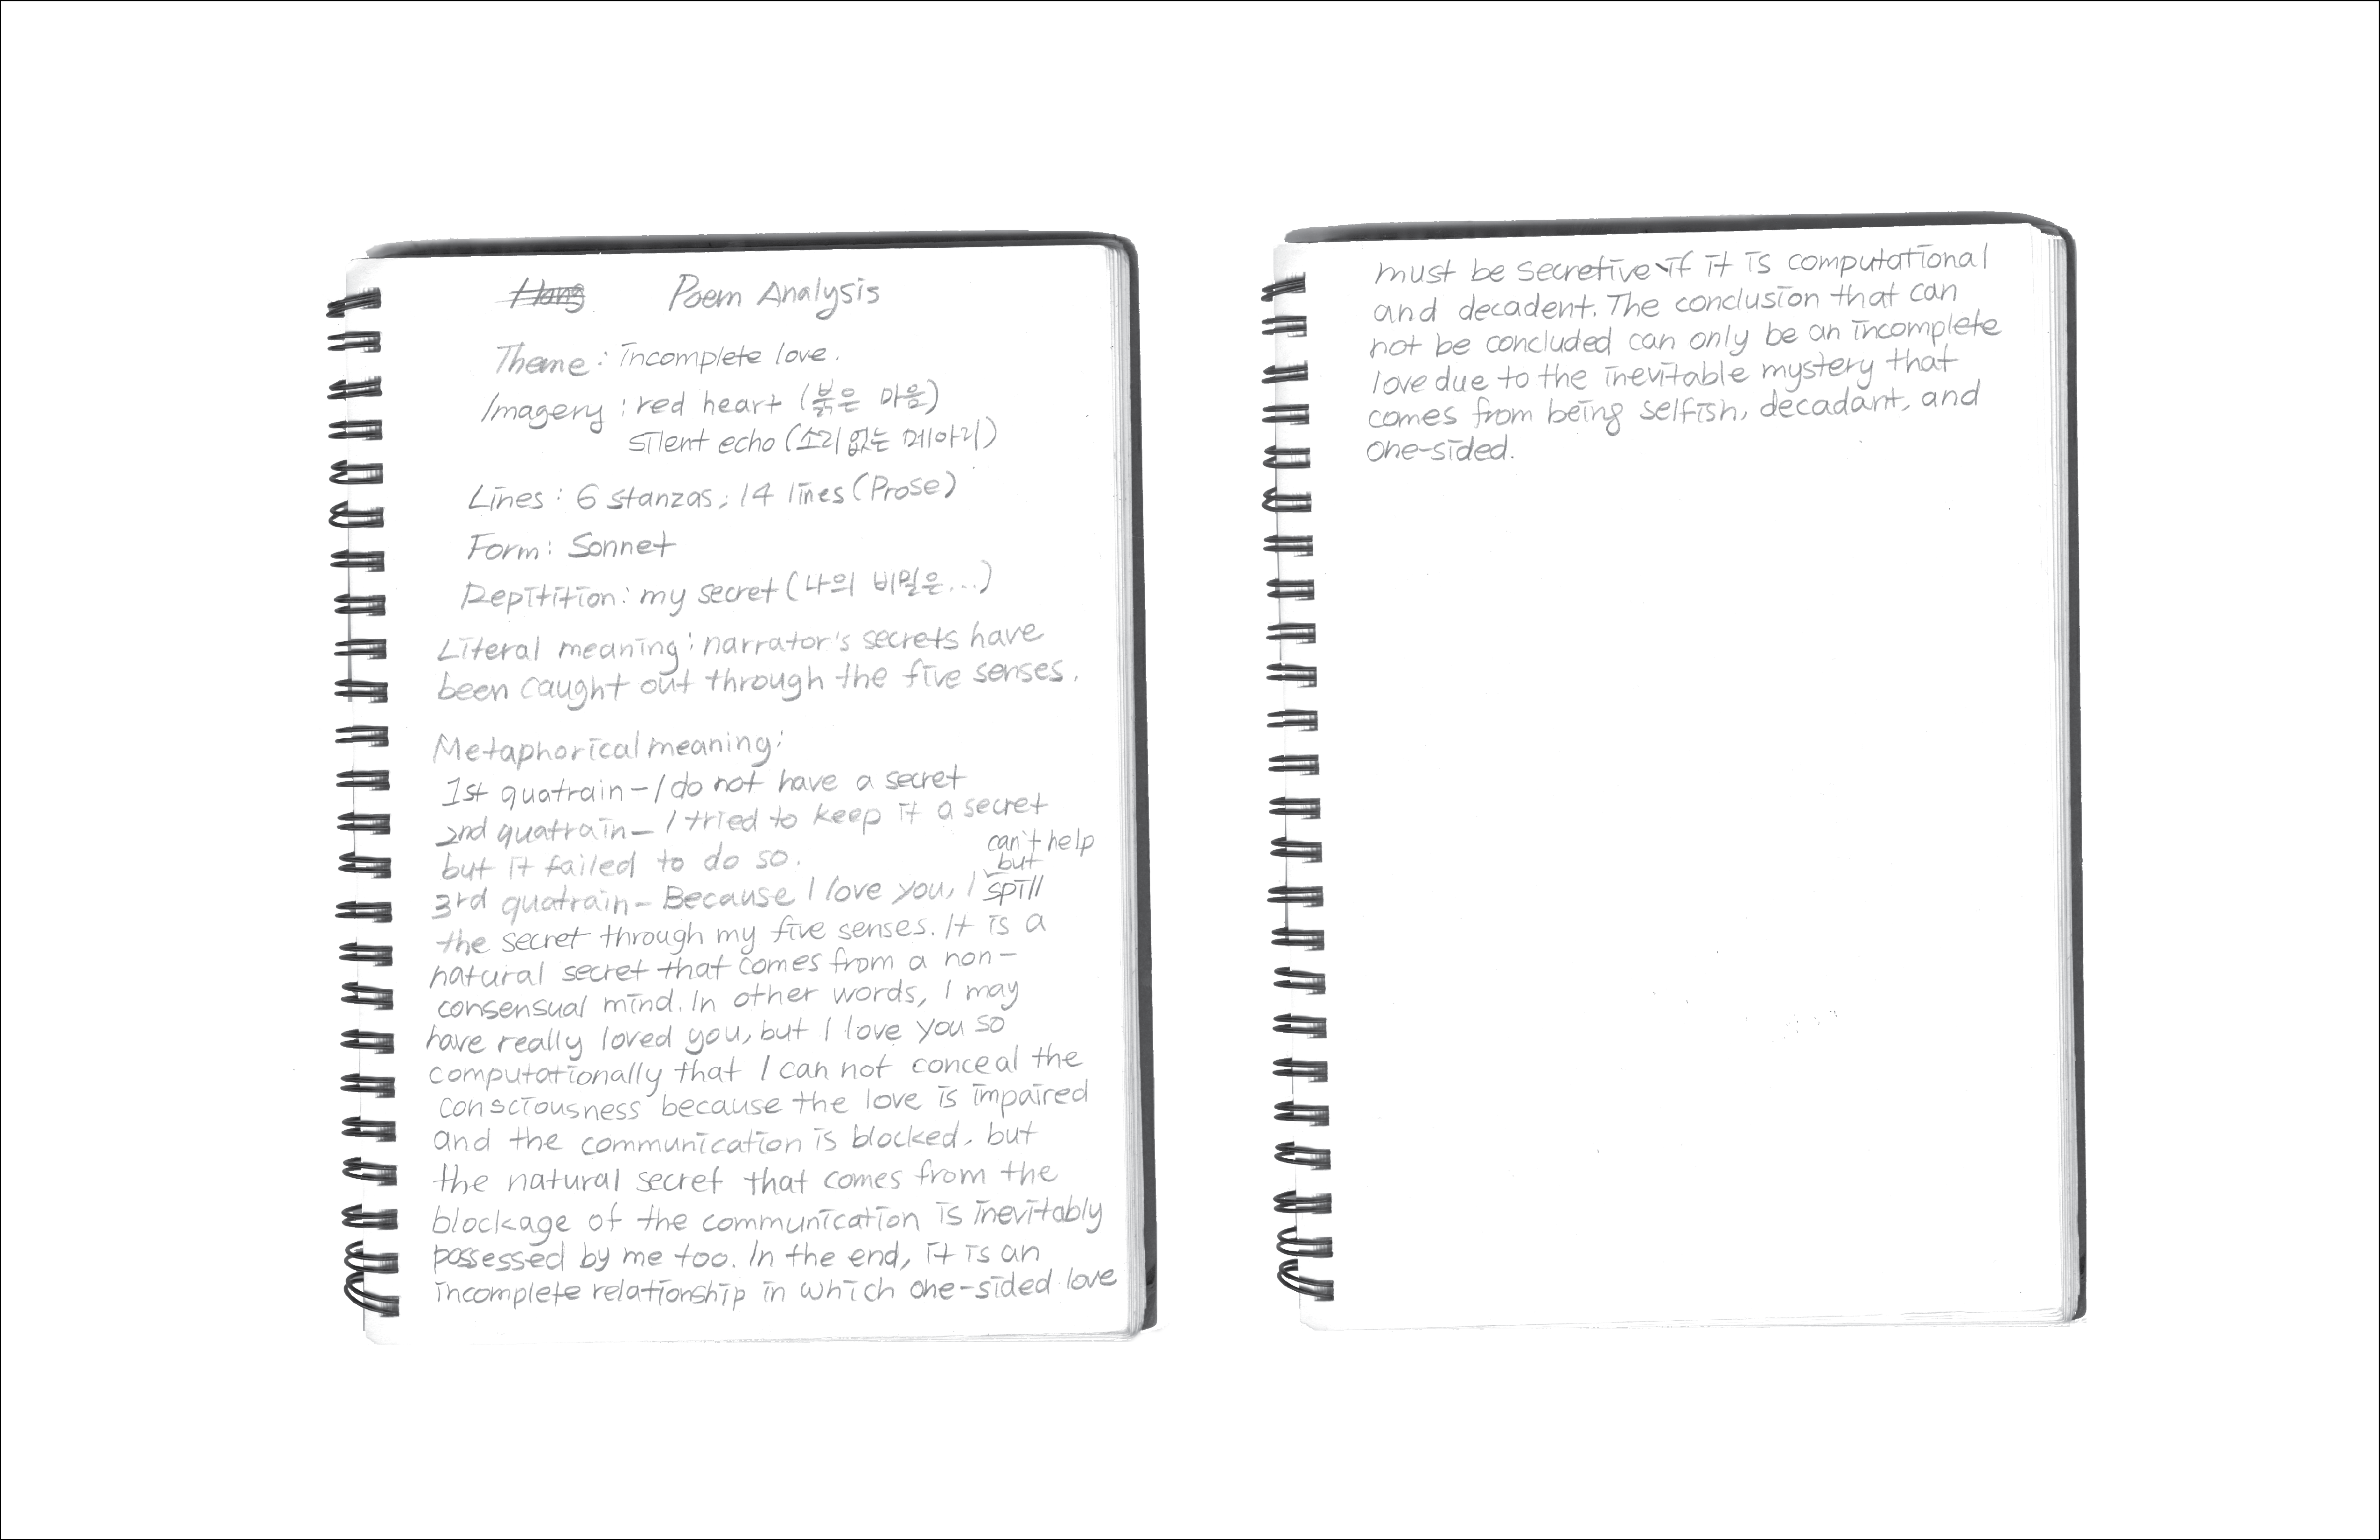 Poem Analysis
Theme: incomplete love.
Imagery: red heart (붉은 마음)
silent echo (소리 없는 메아리)
Lines: 6 stanzas, 14 lines (Prose)
Form: Sonnet
Repitition: my secret (나의 비밀은...)
Literal meaning: narrator's secrets have
been caught out through the five senses.
Metaphorical meaning:
1st quatrain - I do not have a secret
2nd quatrain - I tried to keep it a secret
but it failed to do so.
can't help
but
3rd quatrain - Because I love you, I spill
the secret through my five senses. It is a
natural secret that comes from a non-
consensual mind. In other words, I may
have really loved you, but I love you so
computationally that I can not conceal the
consciousness because the love is impaired
and the communication is blocked, but
the natural secret that comes from the
blockage of the communication is inevitably
possessed by me too. In the end, it is an
incomplete relationship in which one-sided love
must be secretive if it is computational
and decadent. The conclusion that can
not be concluded can only be an incomplete
love due to the inevitable mystery that
comes from being selfish, decadant, and
one-sided.